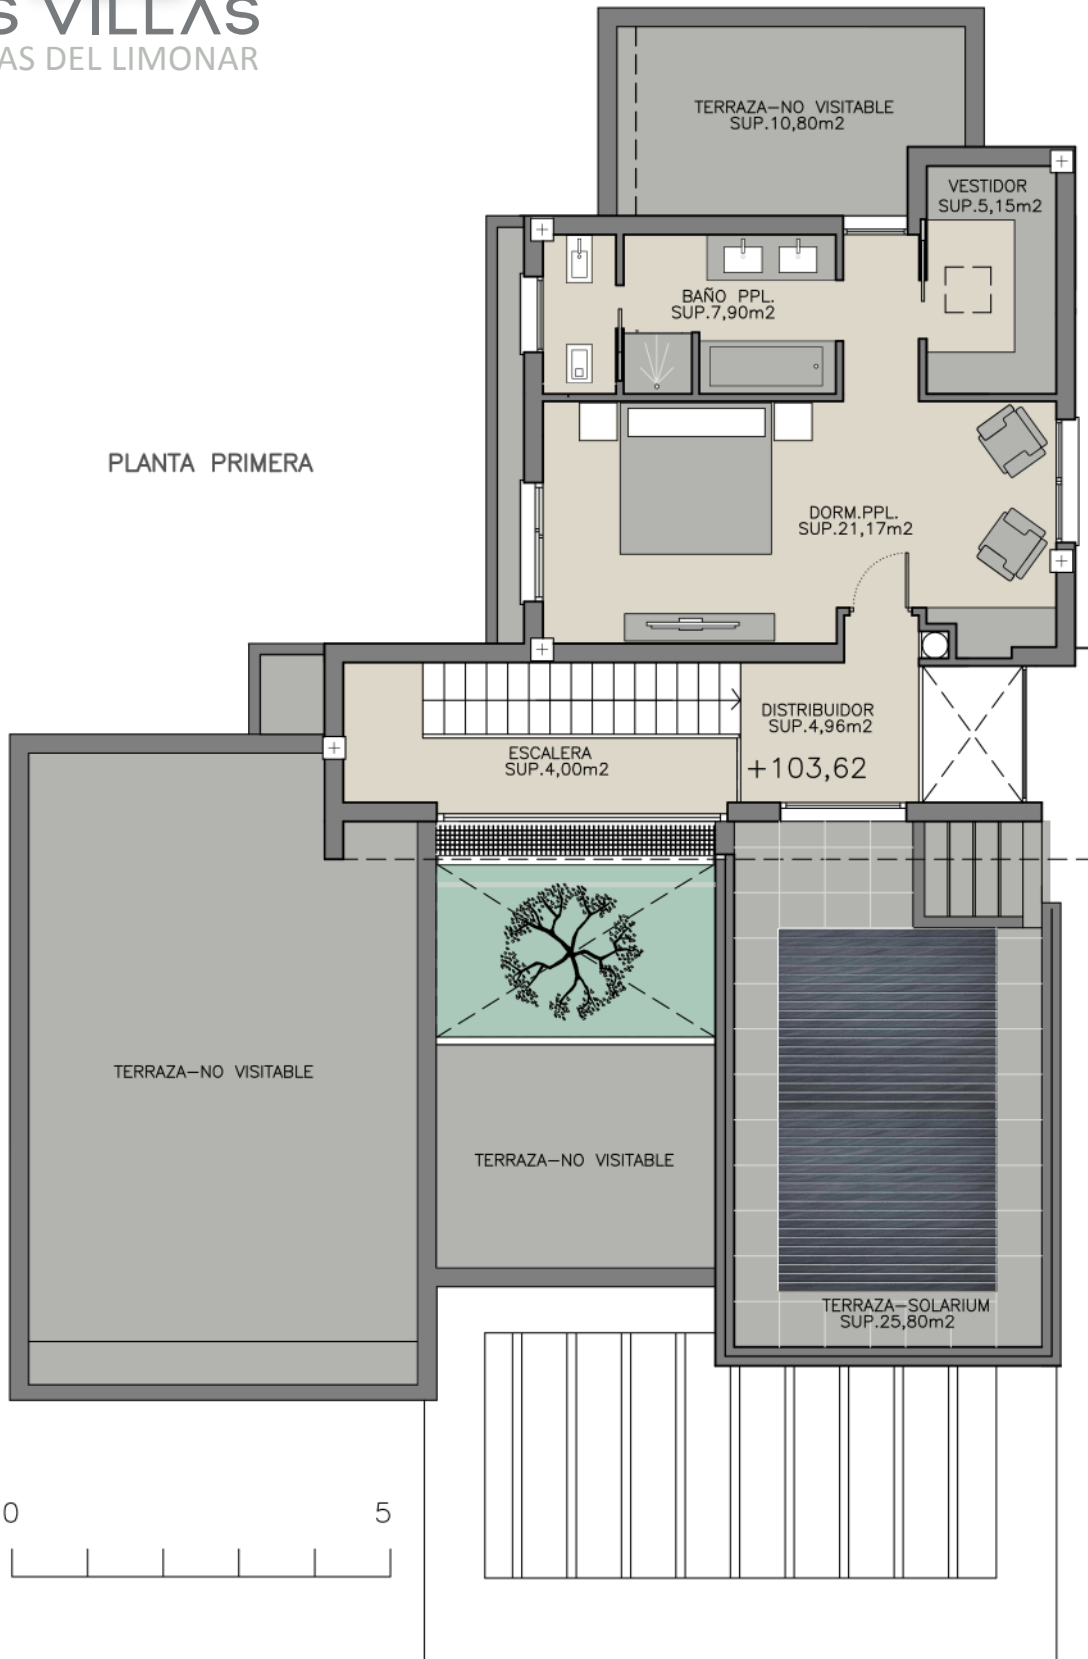 S VILLAS
AS DEL LIMONAR
TERRAZA-NO VISITABLE
SUP.10,80m2
VESTIDOR
SUP.5,15m2
BAÑO PPL.
SUP.7,90m2
PLANTA PRIMERA
DORM.PPL.
SUP.21,17m2
DISTRIBUIDOR
SUP.4,96m2
ESCALERA
SUP.4,00m2
+103,62
TERRAZA-NO VISITABLE
TERRAZA-NO VISITABLE
TERRAZA-SOLARIUM
SUP.25,80m2
0 5